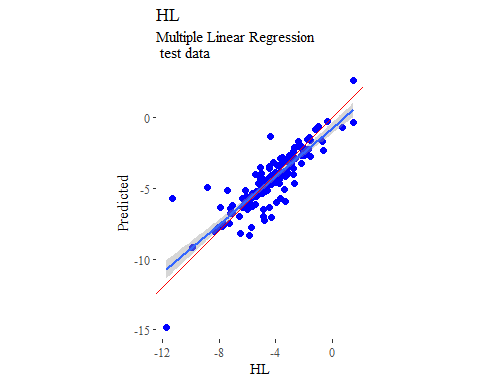 HL
Multiple Linear Regression
test data
0
-5
-10
-15
Predicted
-12
-8
-4
0
HL